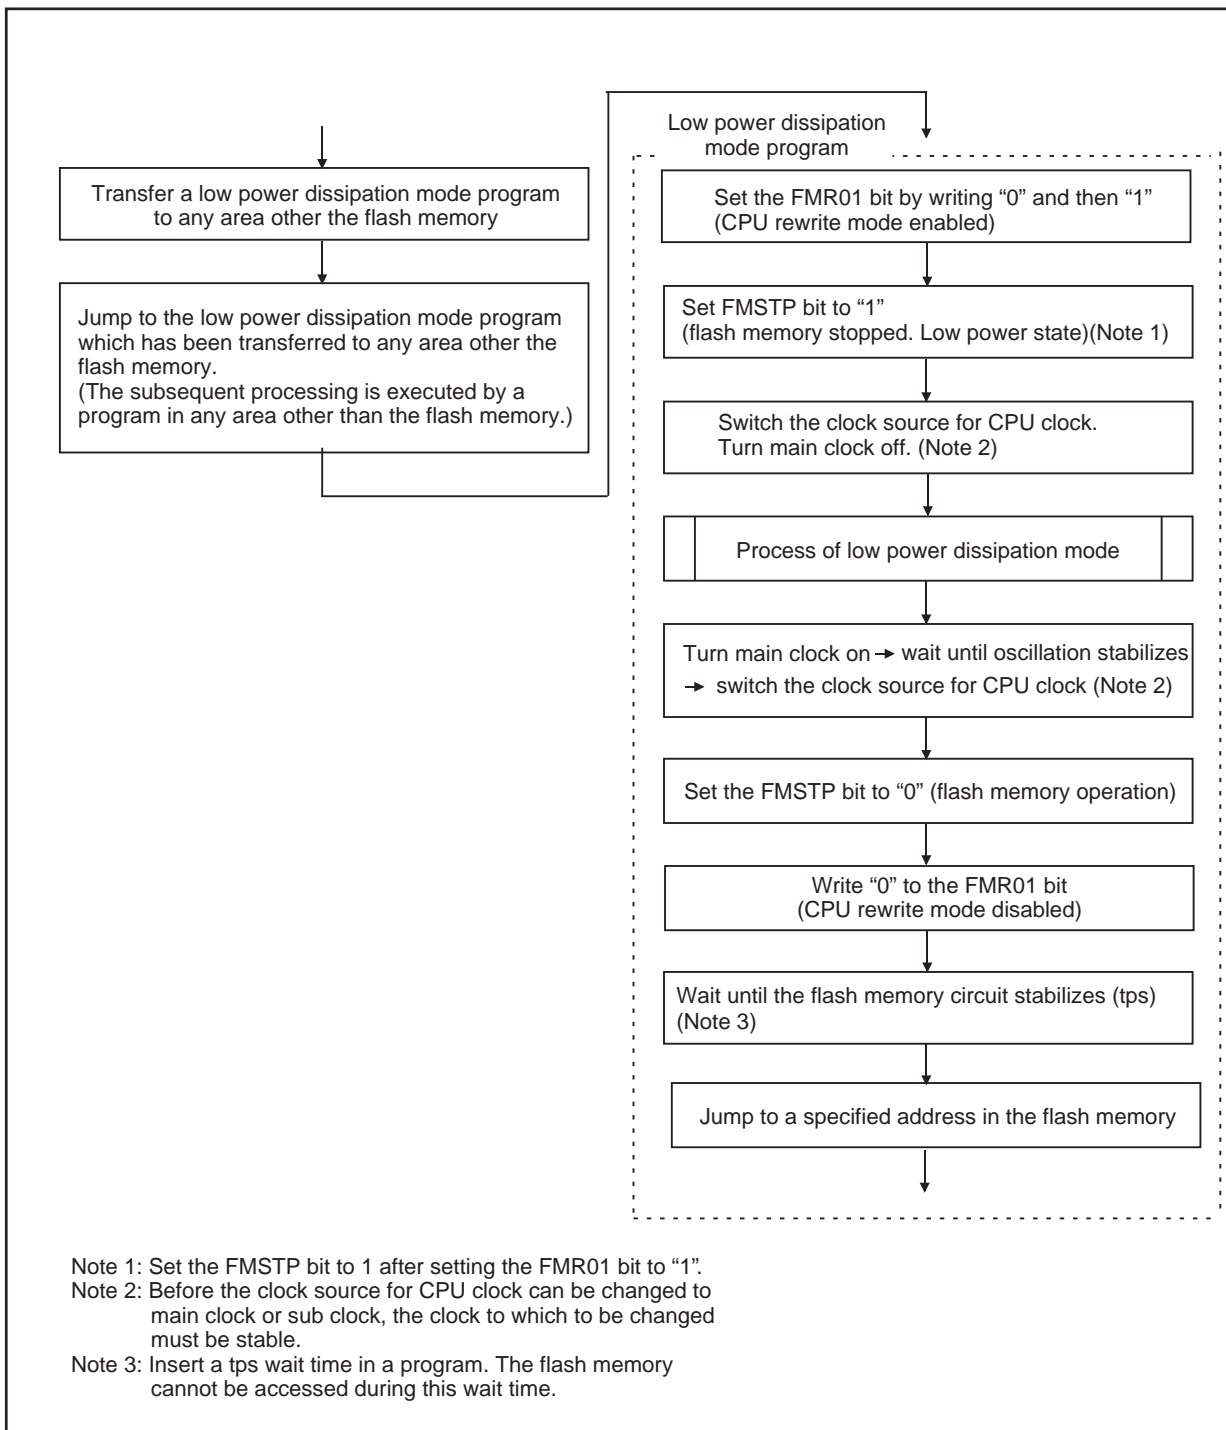 Transfer a low power dissipation mode program
to any area other the flash memory
Jump to the low power dissipation mode program
which has been transferred to any area other the
flash memory.
(The subsequent processing is executed by a
program in any area other than the flash memory.)
Low power dissipation
mode program
Set the FMR01 bit by writing “0” and then “1”
(CPU rewrite mode enabled)
Set FMSTP bit to “1”
(flash memory stopped. Low power state)(Note 1)
Switch the clock source for CPU clock.
Turn main clock off. (Note 2)
Process of low power dissipation mode
Turn main clock on → wait until oscillation stabilizes
→ switch the clock source for CPU clock (Note 2)
Set the FMSTP bit to “0” (flash memory operation)
Write “0” to the FMR01 bit
(CPU rewrite mode disabled)
Wait until the flash memory circuit stabilizes (tps)
(Note 3)
Jump to a specified address in the flash memory
Note 1: Set the FMSTP bit to 1 after setting the FMR01 bit to “1”.
Note 2: Before the clock source for CPU clock can be changed to
main clock or sub clock, the clock to which to be changed
must be stable.
Note 3: Insert a tps wait time in a program. The flash memory
cannot be accessed during this wait time.